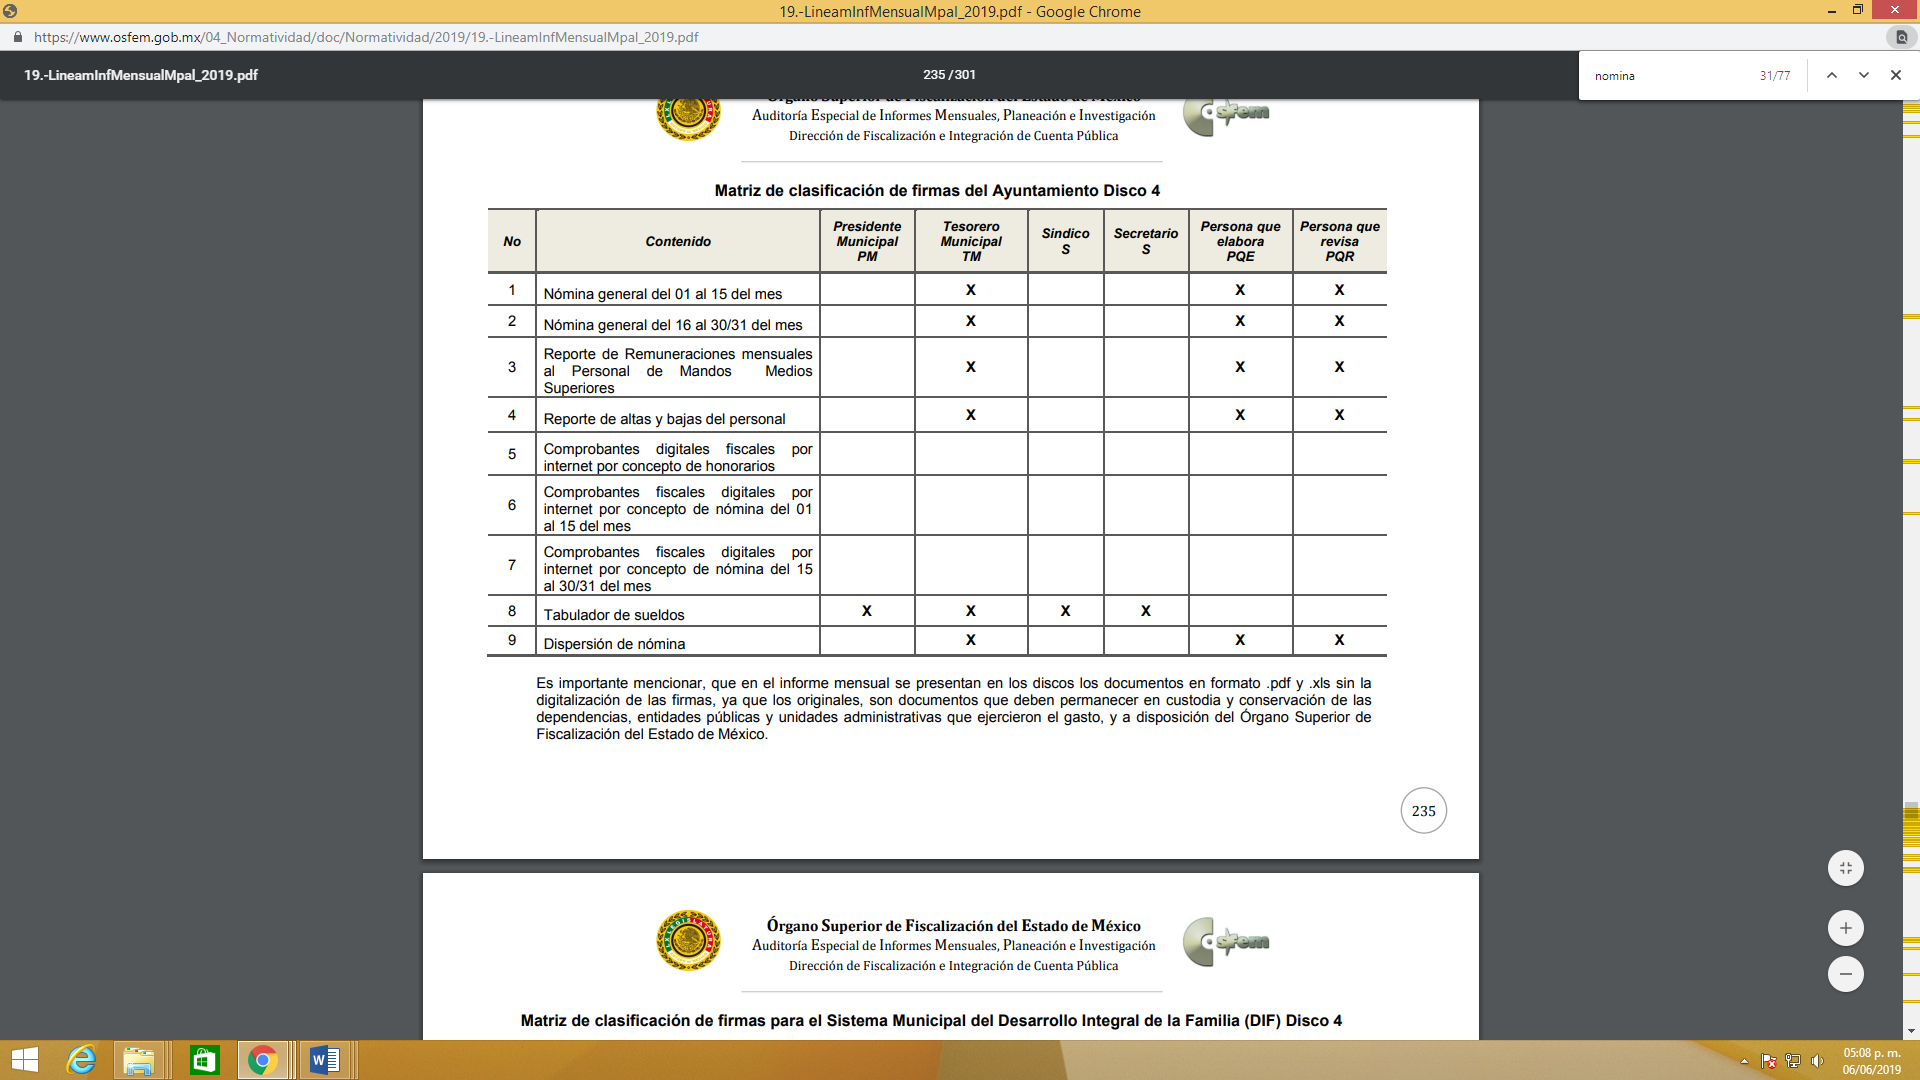 19.-LineamInfMensualMpal_2019.pdf - Google Chrome
https://www.osfem.gob.mx/04_Normatividad/doc/Normatividad/2019/19.-LineamInfMensualMpal_2019.pdf
19.-LineamInfMensualMpal_2019.pdf
235 / 301
nomina
31/77
Órgano Superior de Fiscalización del Estado de México
Auditoría Especial de Informes Mensuales, Planeación e Investigación
Dirección de Fiscalización e Integración de Cuenta Pública
osfem
Matriz de clasificación de firmas del Ayuntamiento Disco 4
No
Contenido
Presidente
Municipal
PM
Tesorero
Municipal
TM
Sindico
S
Secretario
S
Persona que
elabora
PQE
Persona que
revisa
PQR
1 Nómina general del 01 al 15 del mes X X X
2 Nómina general del 16 al 30/31 del mes X X X
3 Reporte de Remuneraciones mensuales
al Personal de Mandos Medios
Superiores X X X
4 Reporte de altas y bajas del personal X X X
5 Comprobantes digitales fiscales por
internet por concepto de honorarios
6 Comprobantes fiscales digitales por
internet por concepto de nómina del 01
al 15 del mes
7 Comprobantes fiscales digitales por
internet por concepto de nómina del 15
al 30/31 del mes
8 Tabulador de sueldos X X X X
9 Dispersión de nómina X X X
Es importante mencionar, que en el informe mensual se presentan en los discos los documentos en formato .pdf y .xls sin la
digitalización de las firmas, ya que los originales, son documentos que deben permanecer en custodia y conservación de las
dependencias, entidades públicas y unidades administrativas que ejercieron el gasto, y a disposición del Órgano Superior de
Fiscalización del Estado de México.
235
Órgano Superior de Fiscalización del Estado de México
Auditoría Especial de Informes Mensuales, Planeación e Investigación
Dirección de Fiscalización e Integración de Cuenta Pública
osfem
Matriz de clasificación de firmas para el Sistema Municipal del Desarrollo Integral de la Familia (DIF) Disco 4
05:08 p. m.
06/06/2019